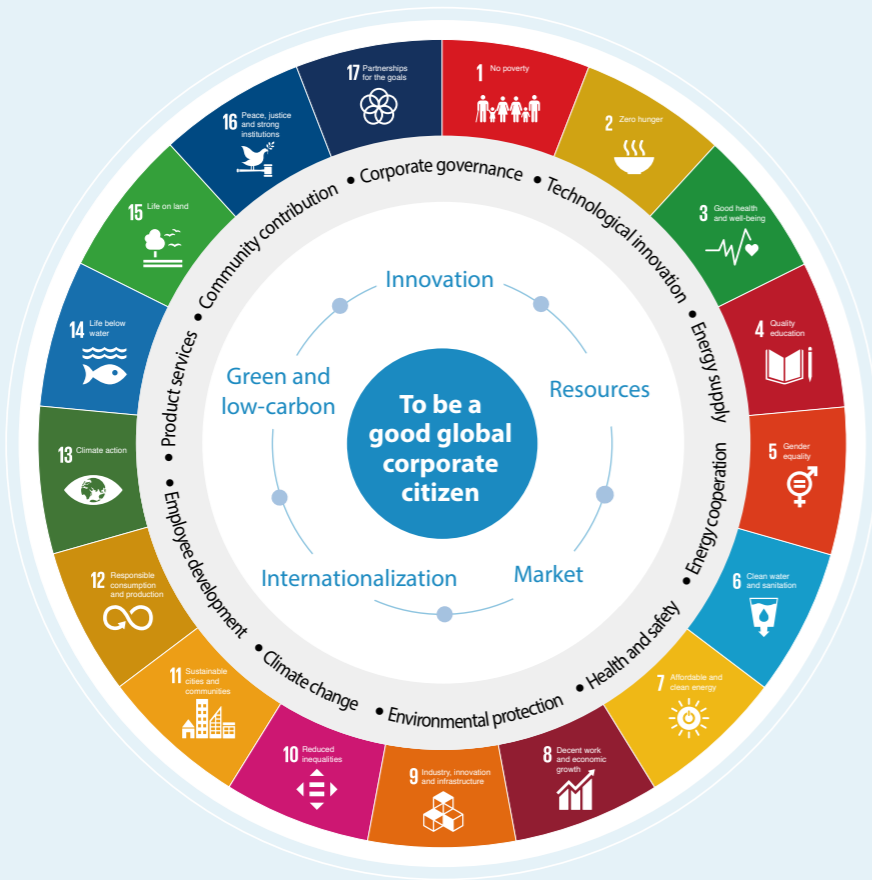 1 No poverty
2 Zero hunger
3 Good health
and well-being
4 Quality
education
5 Gender
equality
6 Clean water
and sanitation
7 Affordable and
clean energy
8 Decent work
and economic
growth
9 Industry, innovation
and infrastructure
10 Reduced
inequalities
11 Sustainable
cities and
communities
12 Responsible
consumption
and production
13 Climate action
14 Life below
water
15 Life on land
16 Peace, justice
and strong
institutions
17 Partnerships
for the goals
• Corporate governance
• Technological innovation
• Energy supply
• Energy cooperation
• Health and safety
• Environmental protection
• Climate change
• Employee development
• Product services
• Community contribution
Innovation
Resources
Market
Internationalization
Green and
low-carbon
To be a
good global
corporate
citizen